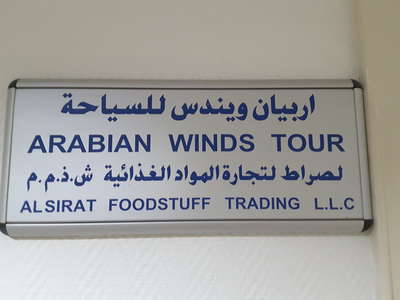 اربيان ويندس للسياحة
ARABIAN WINDS TOUR
لصراط لتجارة المواد الغذائية ش.ذ.م.م
ALSIRAT FOODSTUFF TRADING L.L.C